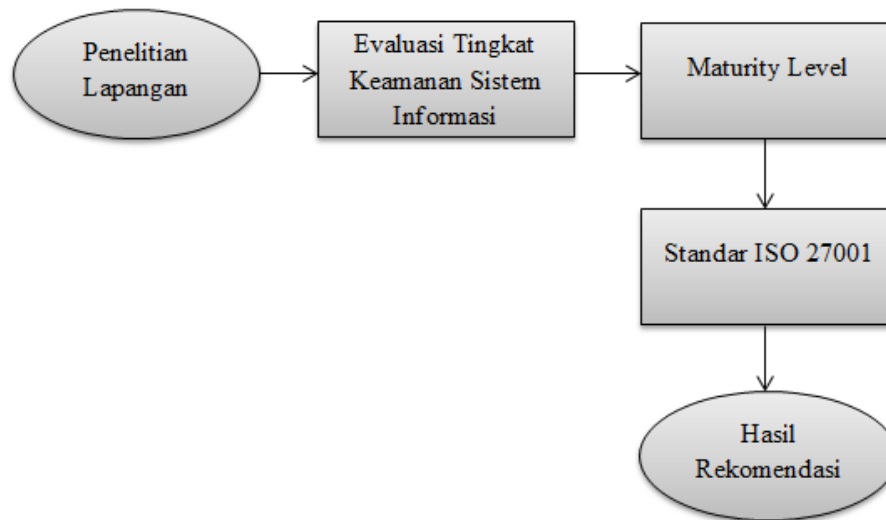 Penelitian
Lapangan
Evaluasi Tingkat
Keamanan Sistem
Informasi
Maturity Level
Standar ISO 27001
Hasil
Rekomendasi